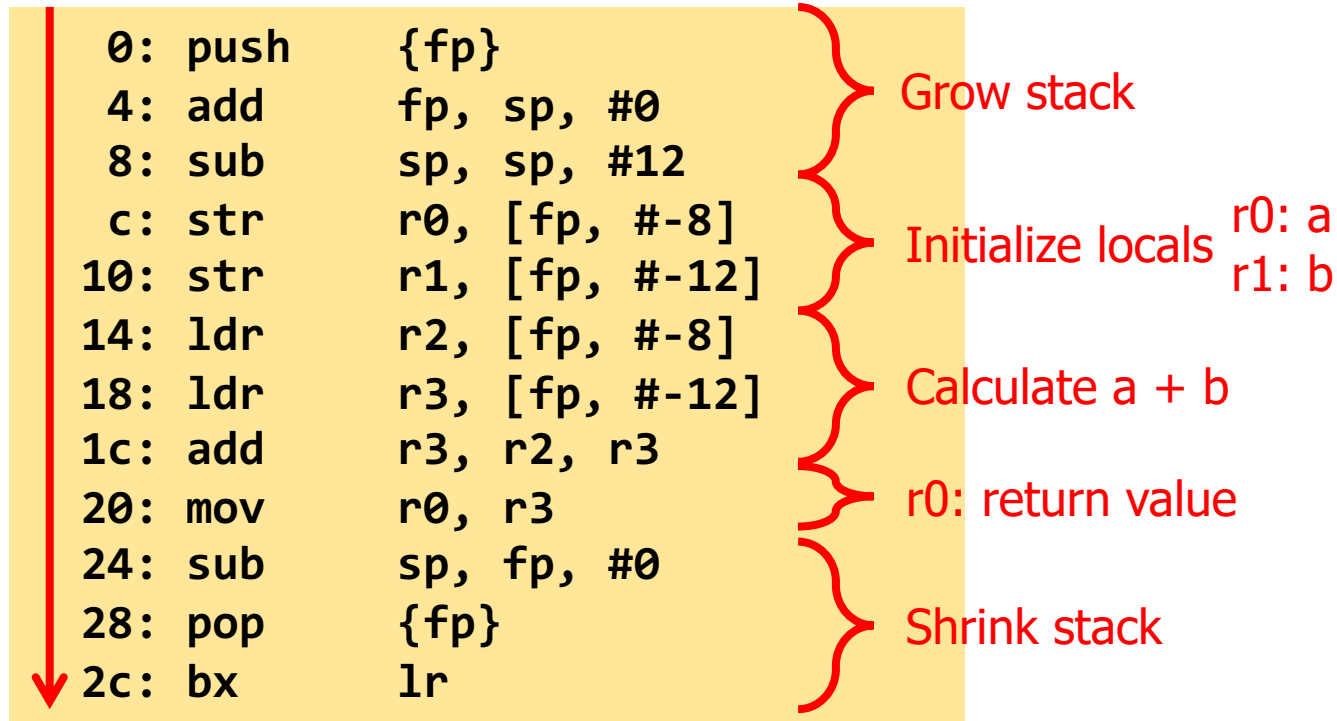 0: push {fp}
4: add fp, sp, #0
8: sub sp, sp, #12
Grow stack
c: str r0, [fp, #-8]
10: str r1, [fp, #-12]
Initialize locals
r0: a
r1: b
14: ldr r2, [fp, #-8]
18: ldr r3, [fp, #-12]
1c: add r3, r2, r3
Calculate a + b
20: mov r0, r3
r0: return value
24: sub sp, fp, #0
28: pop {fp}
2c: bx lr
Shrink stack